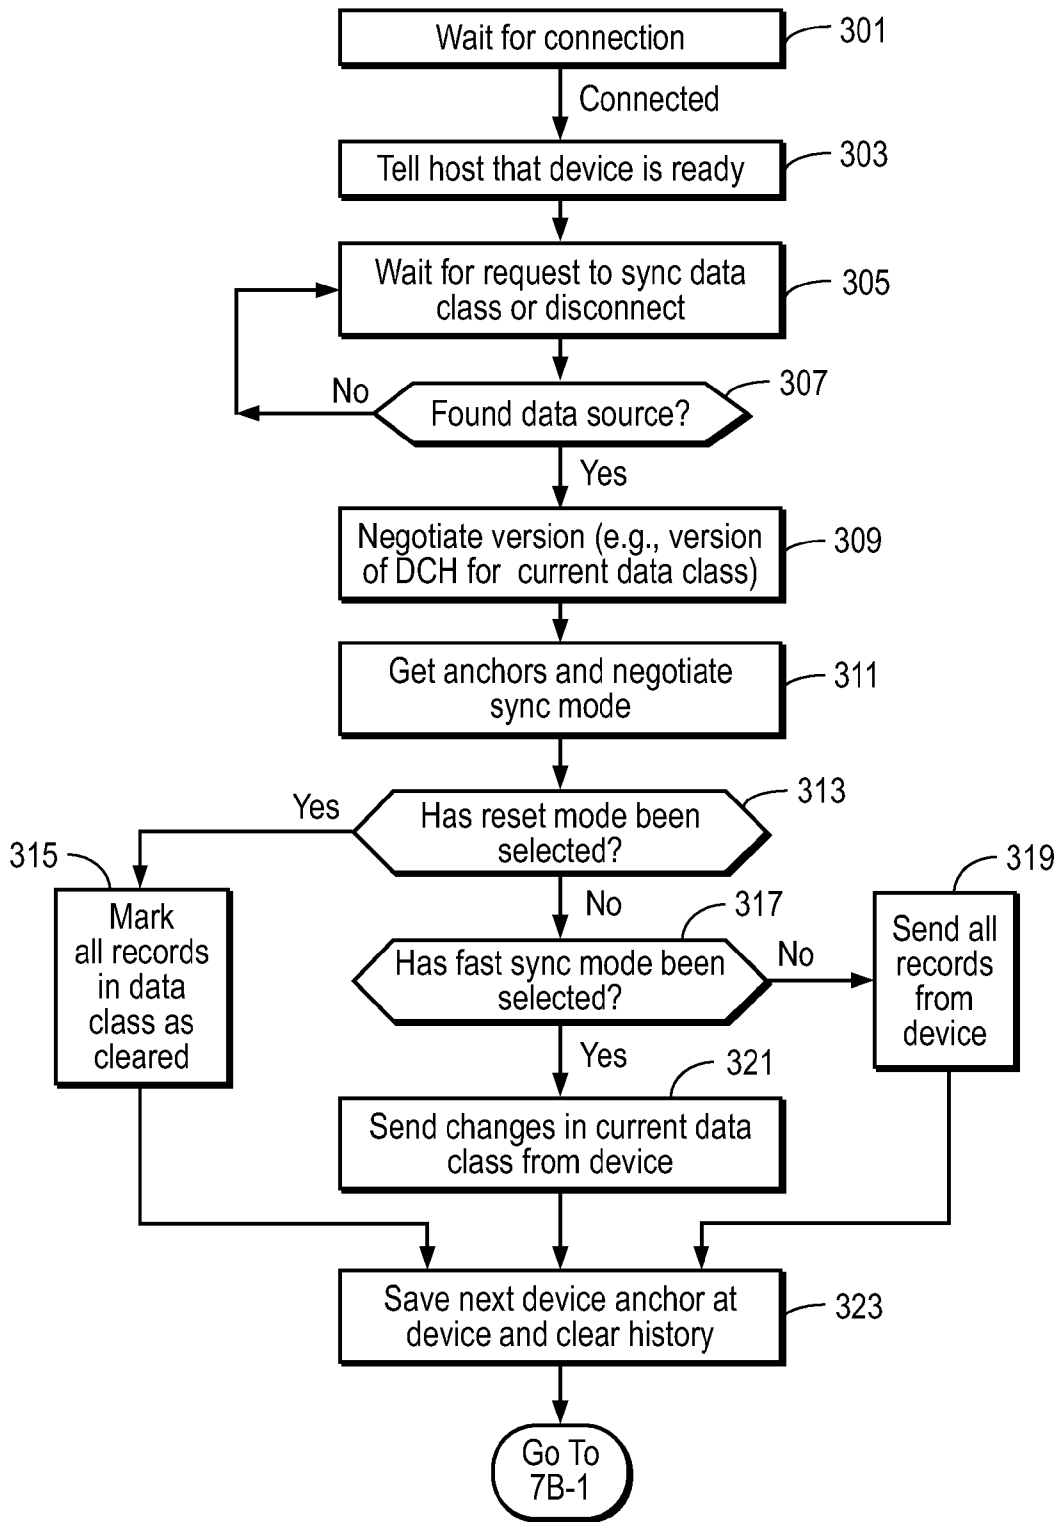 Wait for connection
301
Connected
Tell host that device is ready
303
Wait for request to sync data
class or disconnect
305
307
No
Found data source?
Yes
Negotiate version (e.g., version
of DCH for current data class)
309
Get anchors and negotiate
sync mode
311
313
Yes
Has reset mode been
selected?
315
Mark
all records
in data
class as
cleared
No
317
Has fast sync mode been
selected?
No
319
Send all
records
from
device
Yes
321
Send changes in current data
class from device
Save next device anchor at
device and clear history
323
Go To
7B-1